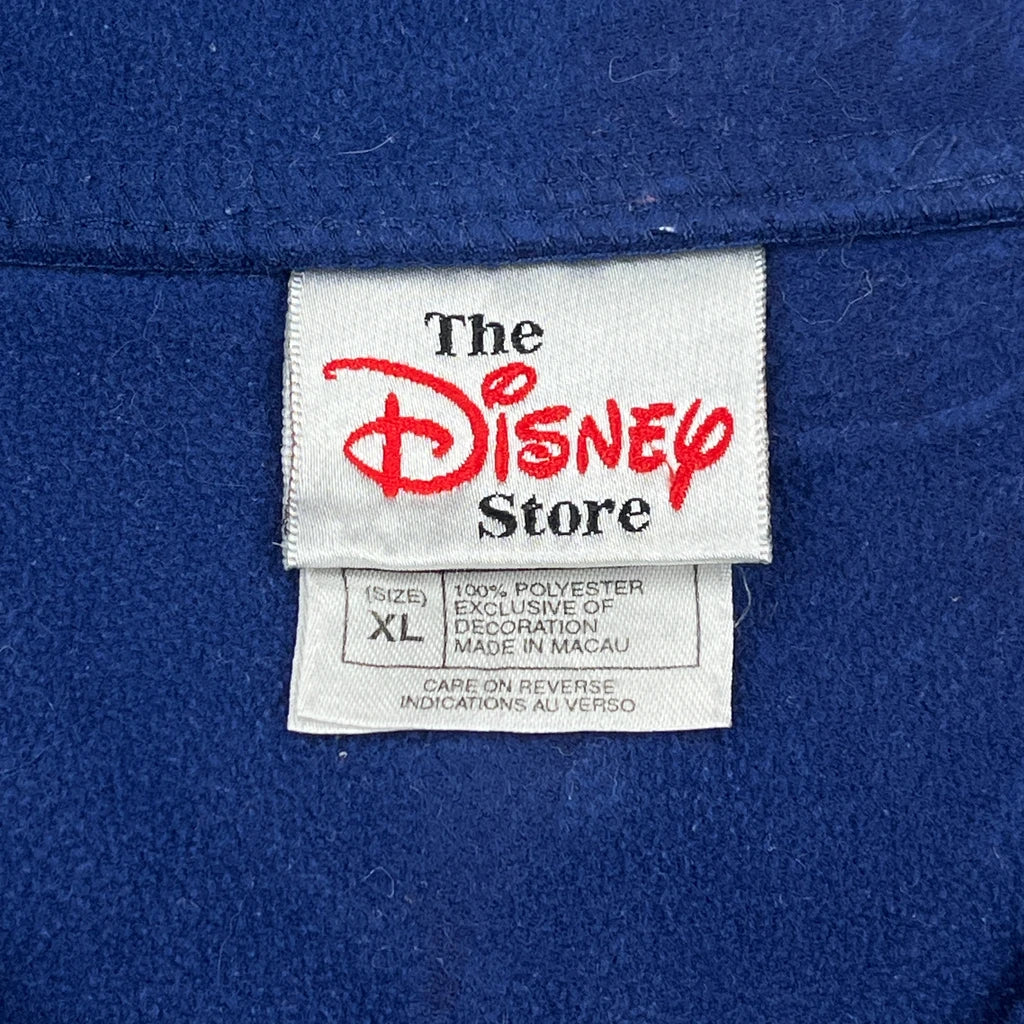 The
Disney
Store
(SIZE)
XL
100% POLYESTER
EXCLUSIVE OF
DECORATION
MADE IN MACAU
CARE ON REVERSE
INDICATIONS AU VERSO